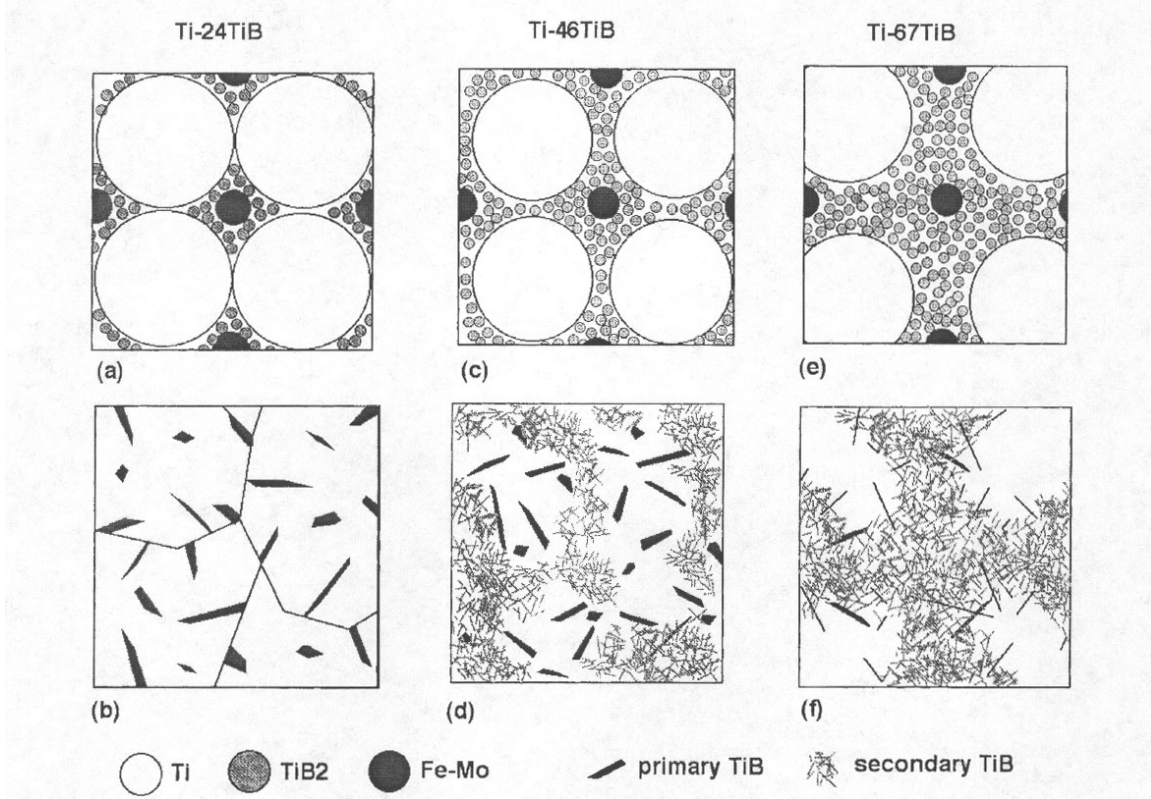 Ti-24TiB Ti-46TiB Ti-67TiB
(a) (c) (e)
(b) (d) (f)
Ti TiB2 Fe-Mo primary TiB secondary TiB